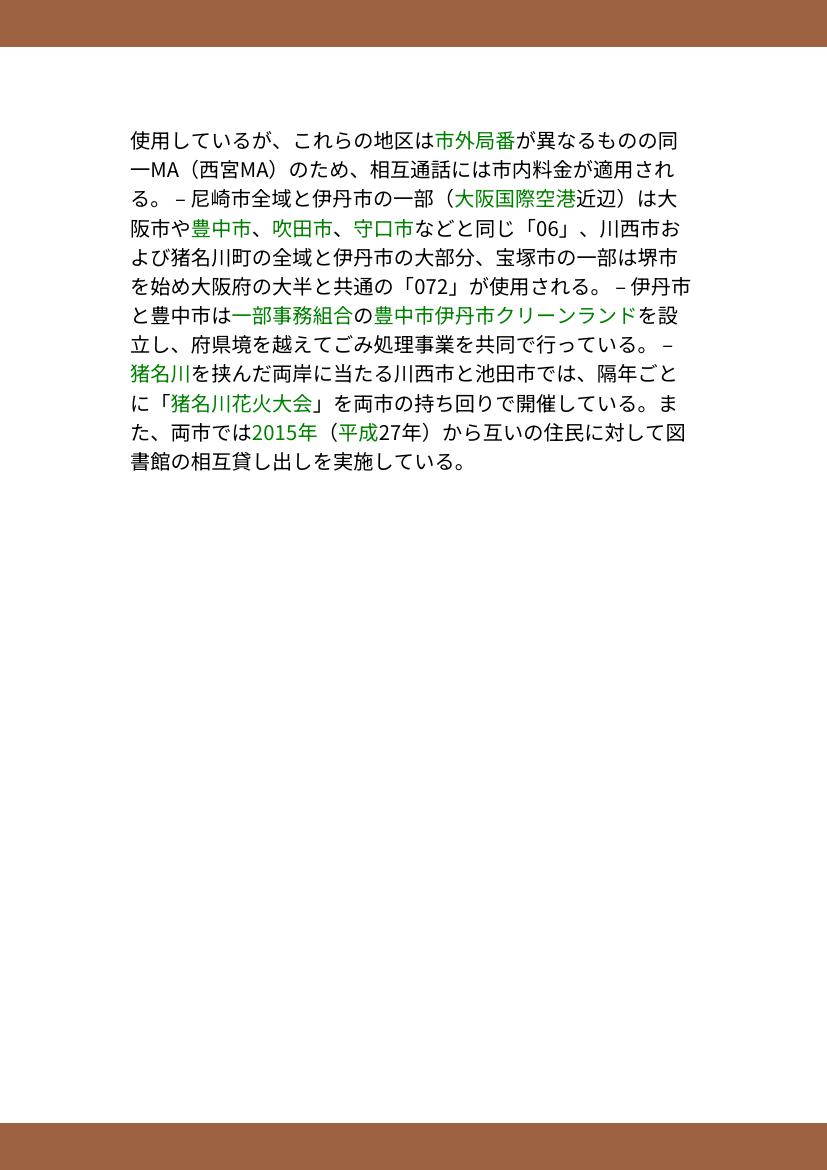 使用しているが、これらの地区は市外局番が異なるものの同
一MA（西宮MA）のため、相互通話には市内料金が適用され
る。 – 尼崎市全域と伊丹市の一部（大阪国際空港近辺）は大
阪市や豊中市、吹田市、守口市などと同じ「06」、川西市お
よび猪名川町の全域と伊丹市の大部分、宝塚市の一部は堺市
を始め大阪府の大半と共通の「072」が使用される。 – 伊丹市
と豊中市は一部事務組合の豊中市伊丹市クリーンランドを設
立し、府県境を越えてごみ処理事業を共同で行っている。 –
猪名川を挟んだ両岸に当たる川西市と池田市では、隔年ごと
に「猪名川花火大会」を両市の持ち回りで開催している。ま
た、両市では2015年（平成27年）から互いの住民に対して図
書館の相互貸し出しを実施している。